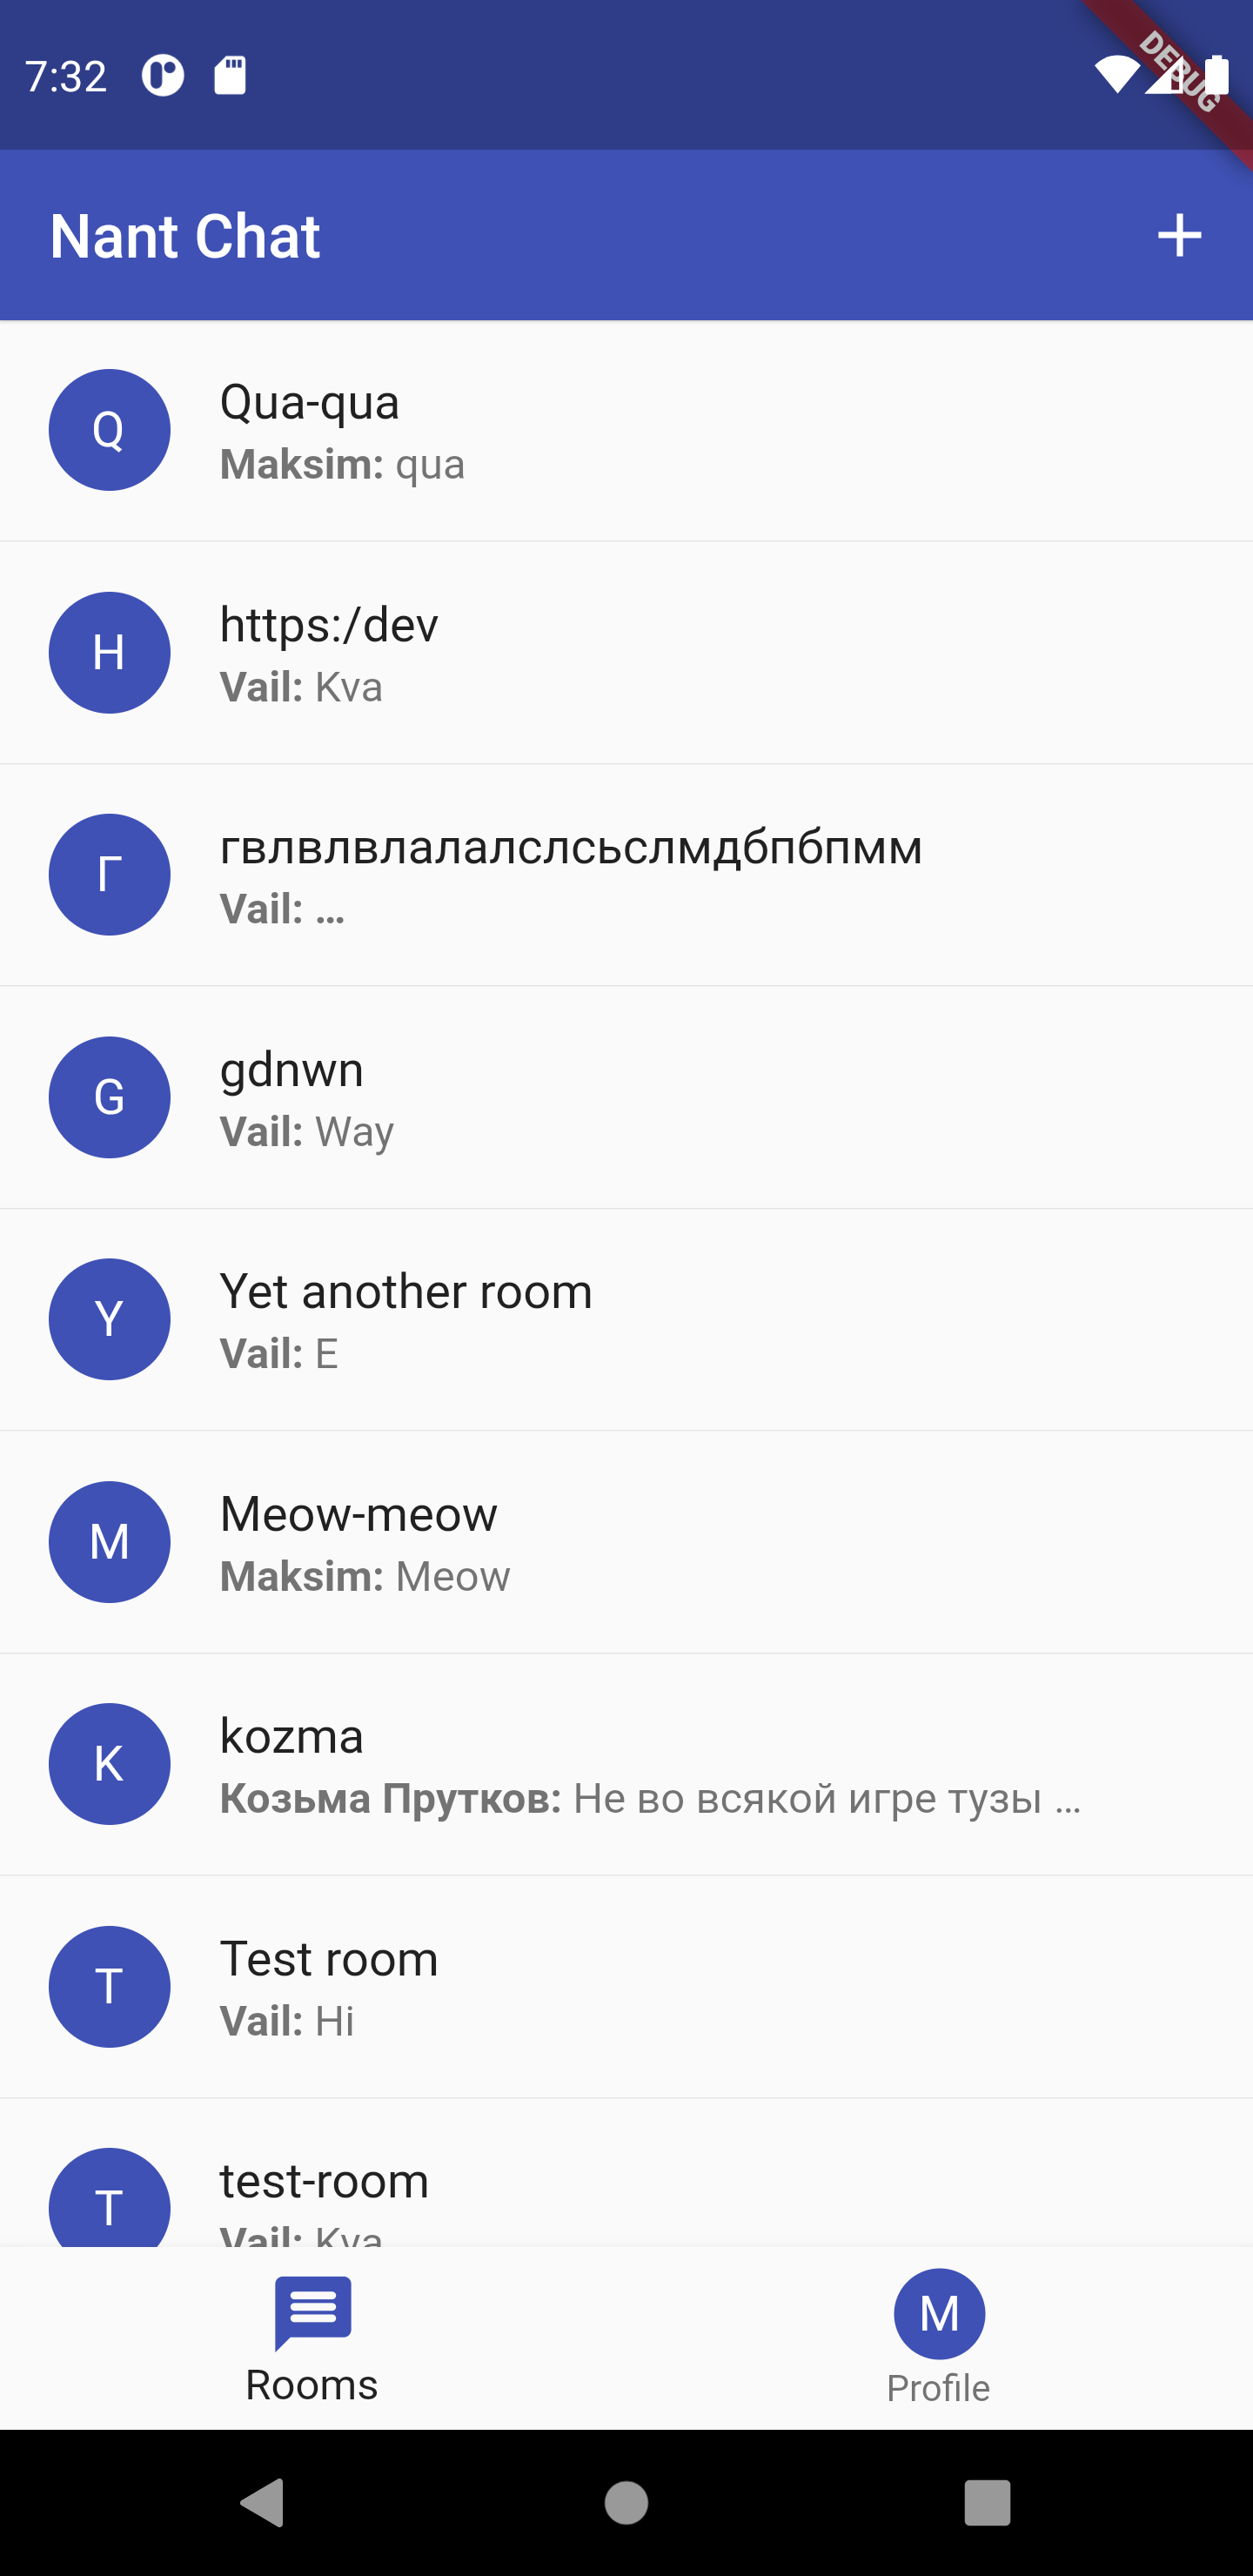 7:32
DEBUG
Nant Chat
Q
Qua-qua
Maksim: qua
H
https:/dev
Vail: Kva
Г
гвлвлвлалалслсьслмдбпбпмм
Vail: ...
G
gdnwn
Vail: Way
Y
Yet another room
Vail: E
M
Meow-meow
Maksim: Meow
K
kozma
Козьма Прутков: Не во всякой игре тузы ...
T
Test room
Vail: Hi
T
test-room
Vail: Kva
Rooms
M
Profile